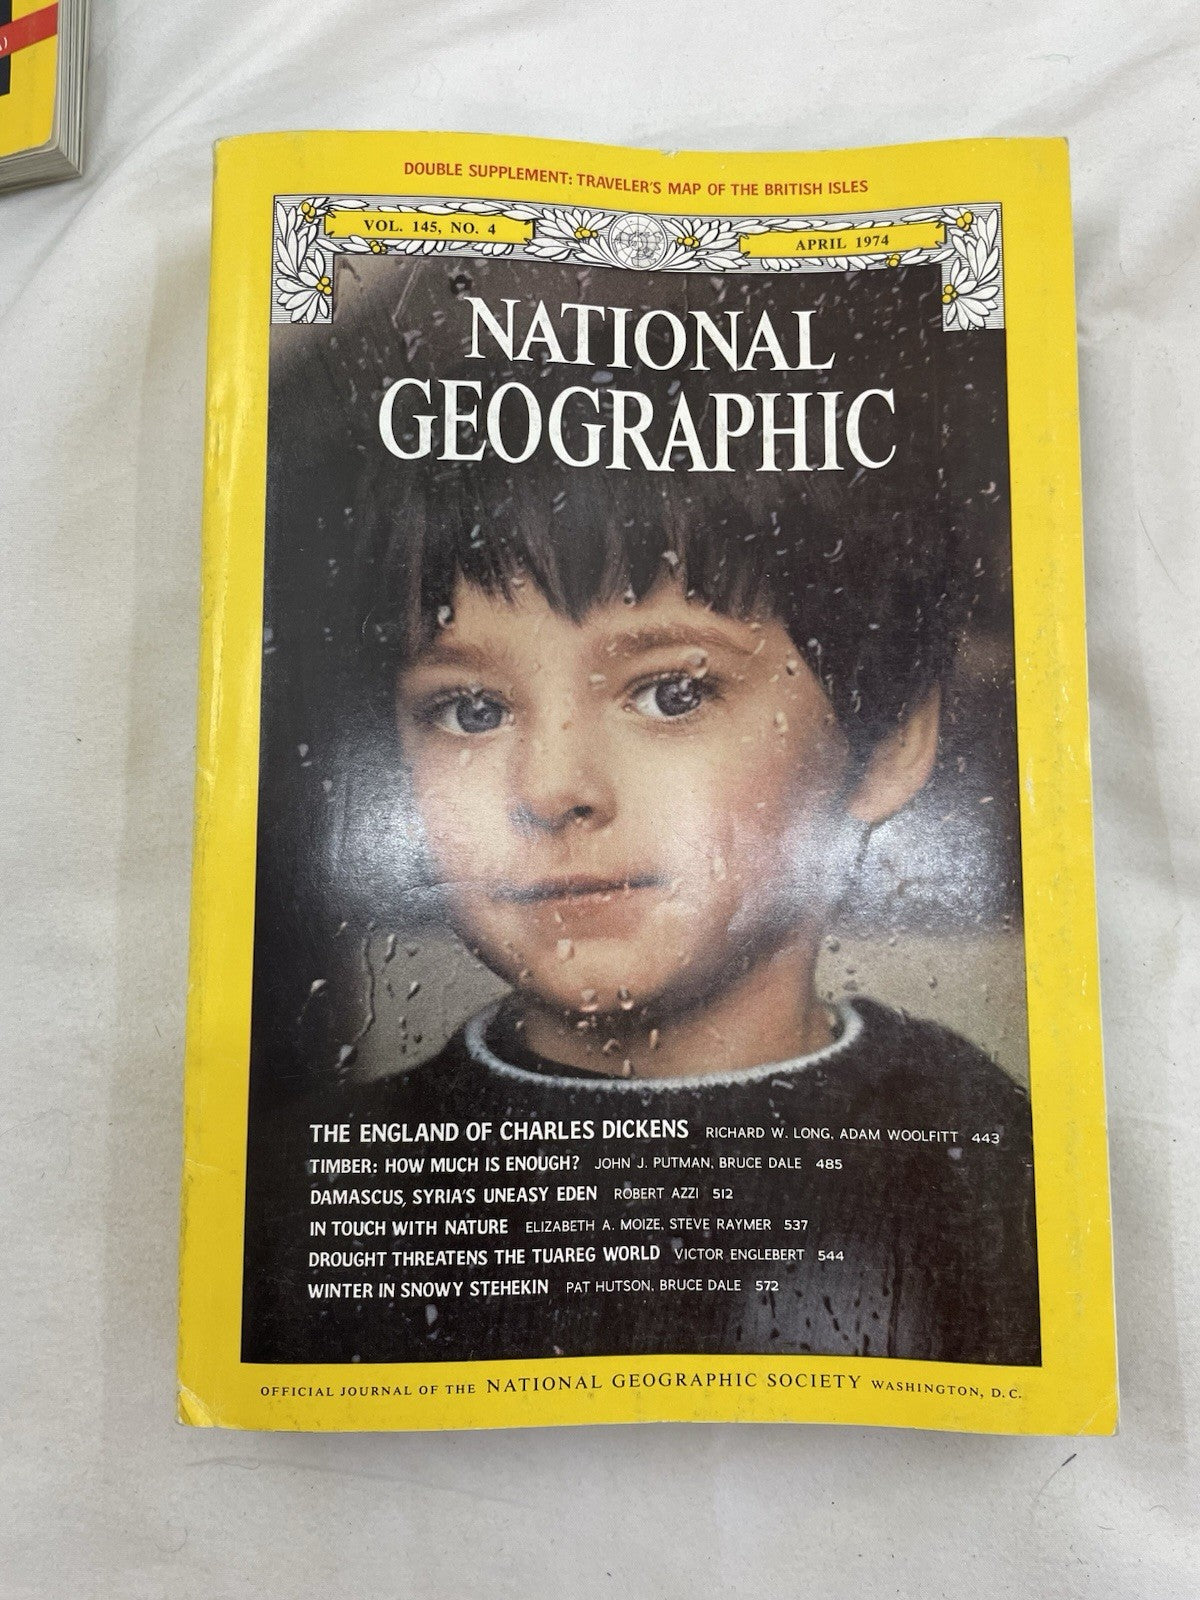 DOUBLE SUPPLEMENT: TRAVELER'S MAP OF THE BRITISH ISLES
VOL. 145, NO. 4
APRIL 1974
NATIONAL
GEOGRAPHIC
THE ENGLAND OF CHARLES DICKENS RICHARD W. LONG, ADAM WOOLFITT 443
TIMBER: HOW MUCH IS ENOUGH? JOHN J. PUTMAN, BRUCE DALE 485
DAMASCUS, SYRIA'S UNEASY EDEN ROBERT AZZI 512
IN TOUCH WITH NATURE ELIZABETH A. MOIZE, STEVE RAYMER 537
DROUGHT THREATENS THE TUAREG WORLD VICTOR ENGLEBERT 544
WINTER IN SNOWY STEHEKIN PAT HUTSON, BRUCE DALE 572
OFFICIAL JOURNAL OF THE NATIONAL GEOGRAPHIC SOCIETY WASHINGTON, D.C.